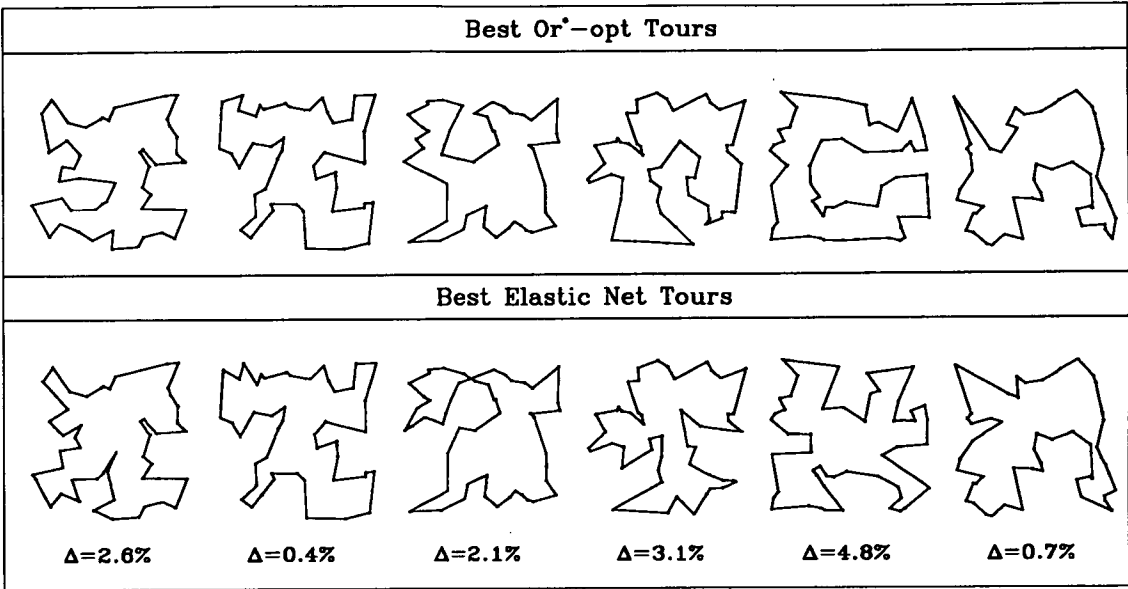 Best Or*-opt Tours
Best Elastic Net Tours
Δ=2.6% Δ=0.4% Δ=2.1% Δ=3.1% Δ=4.8% Δ=0.7%